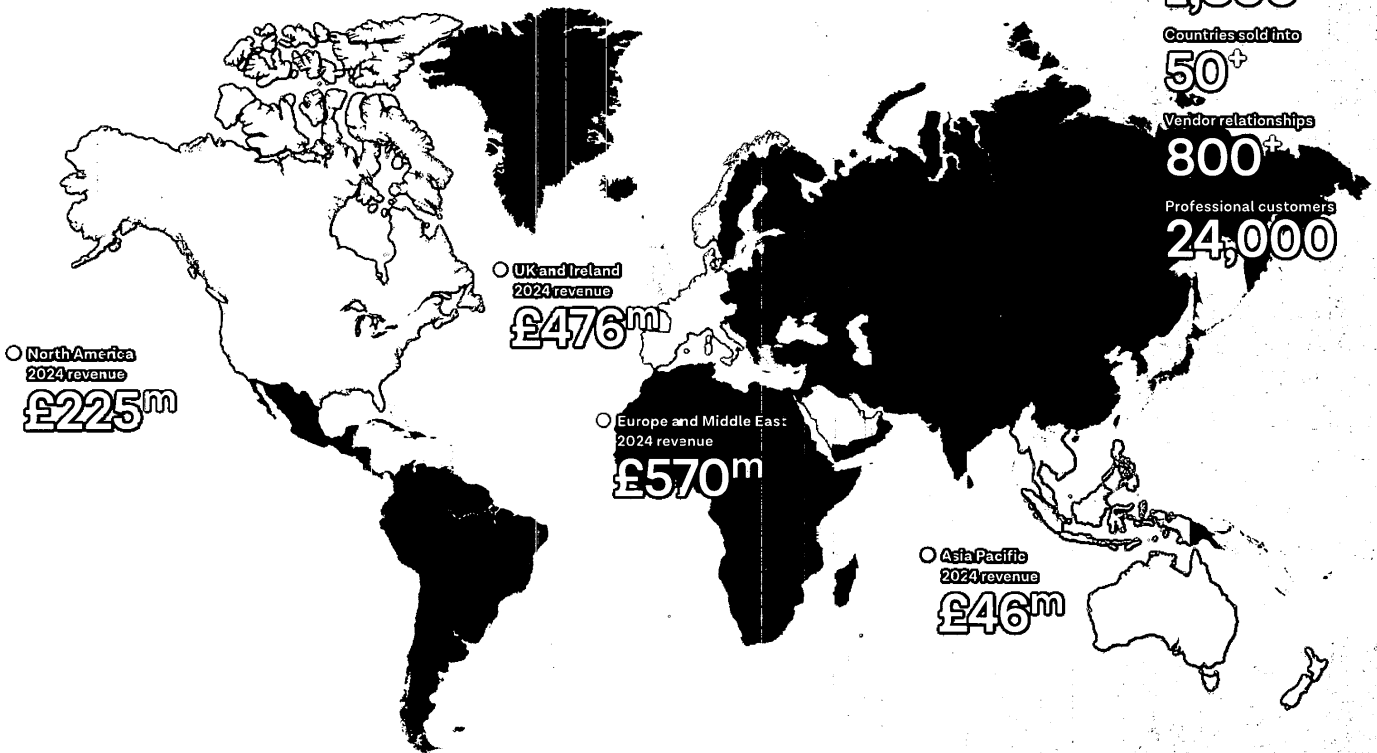 Countries sold into
50+
Vendor relationships
800+
Professional customers
24,000
UK and Ireland
2024 revenue
£476m
North America
2024 revenue
£225m
Europe and Middle East
2024 revenue
£570m
Asia Pacific
2024 revenue
£46m